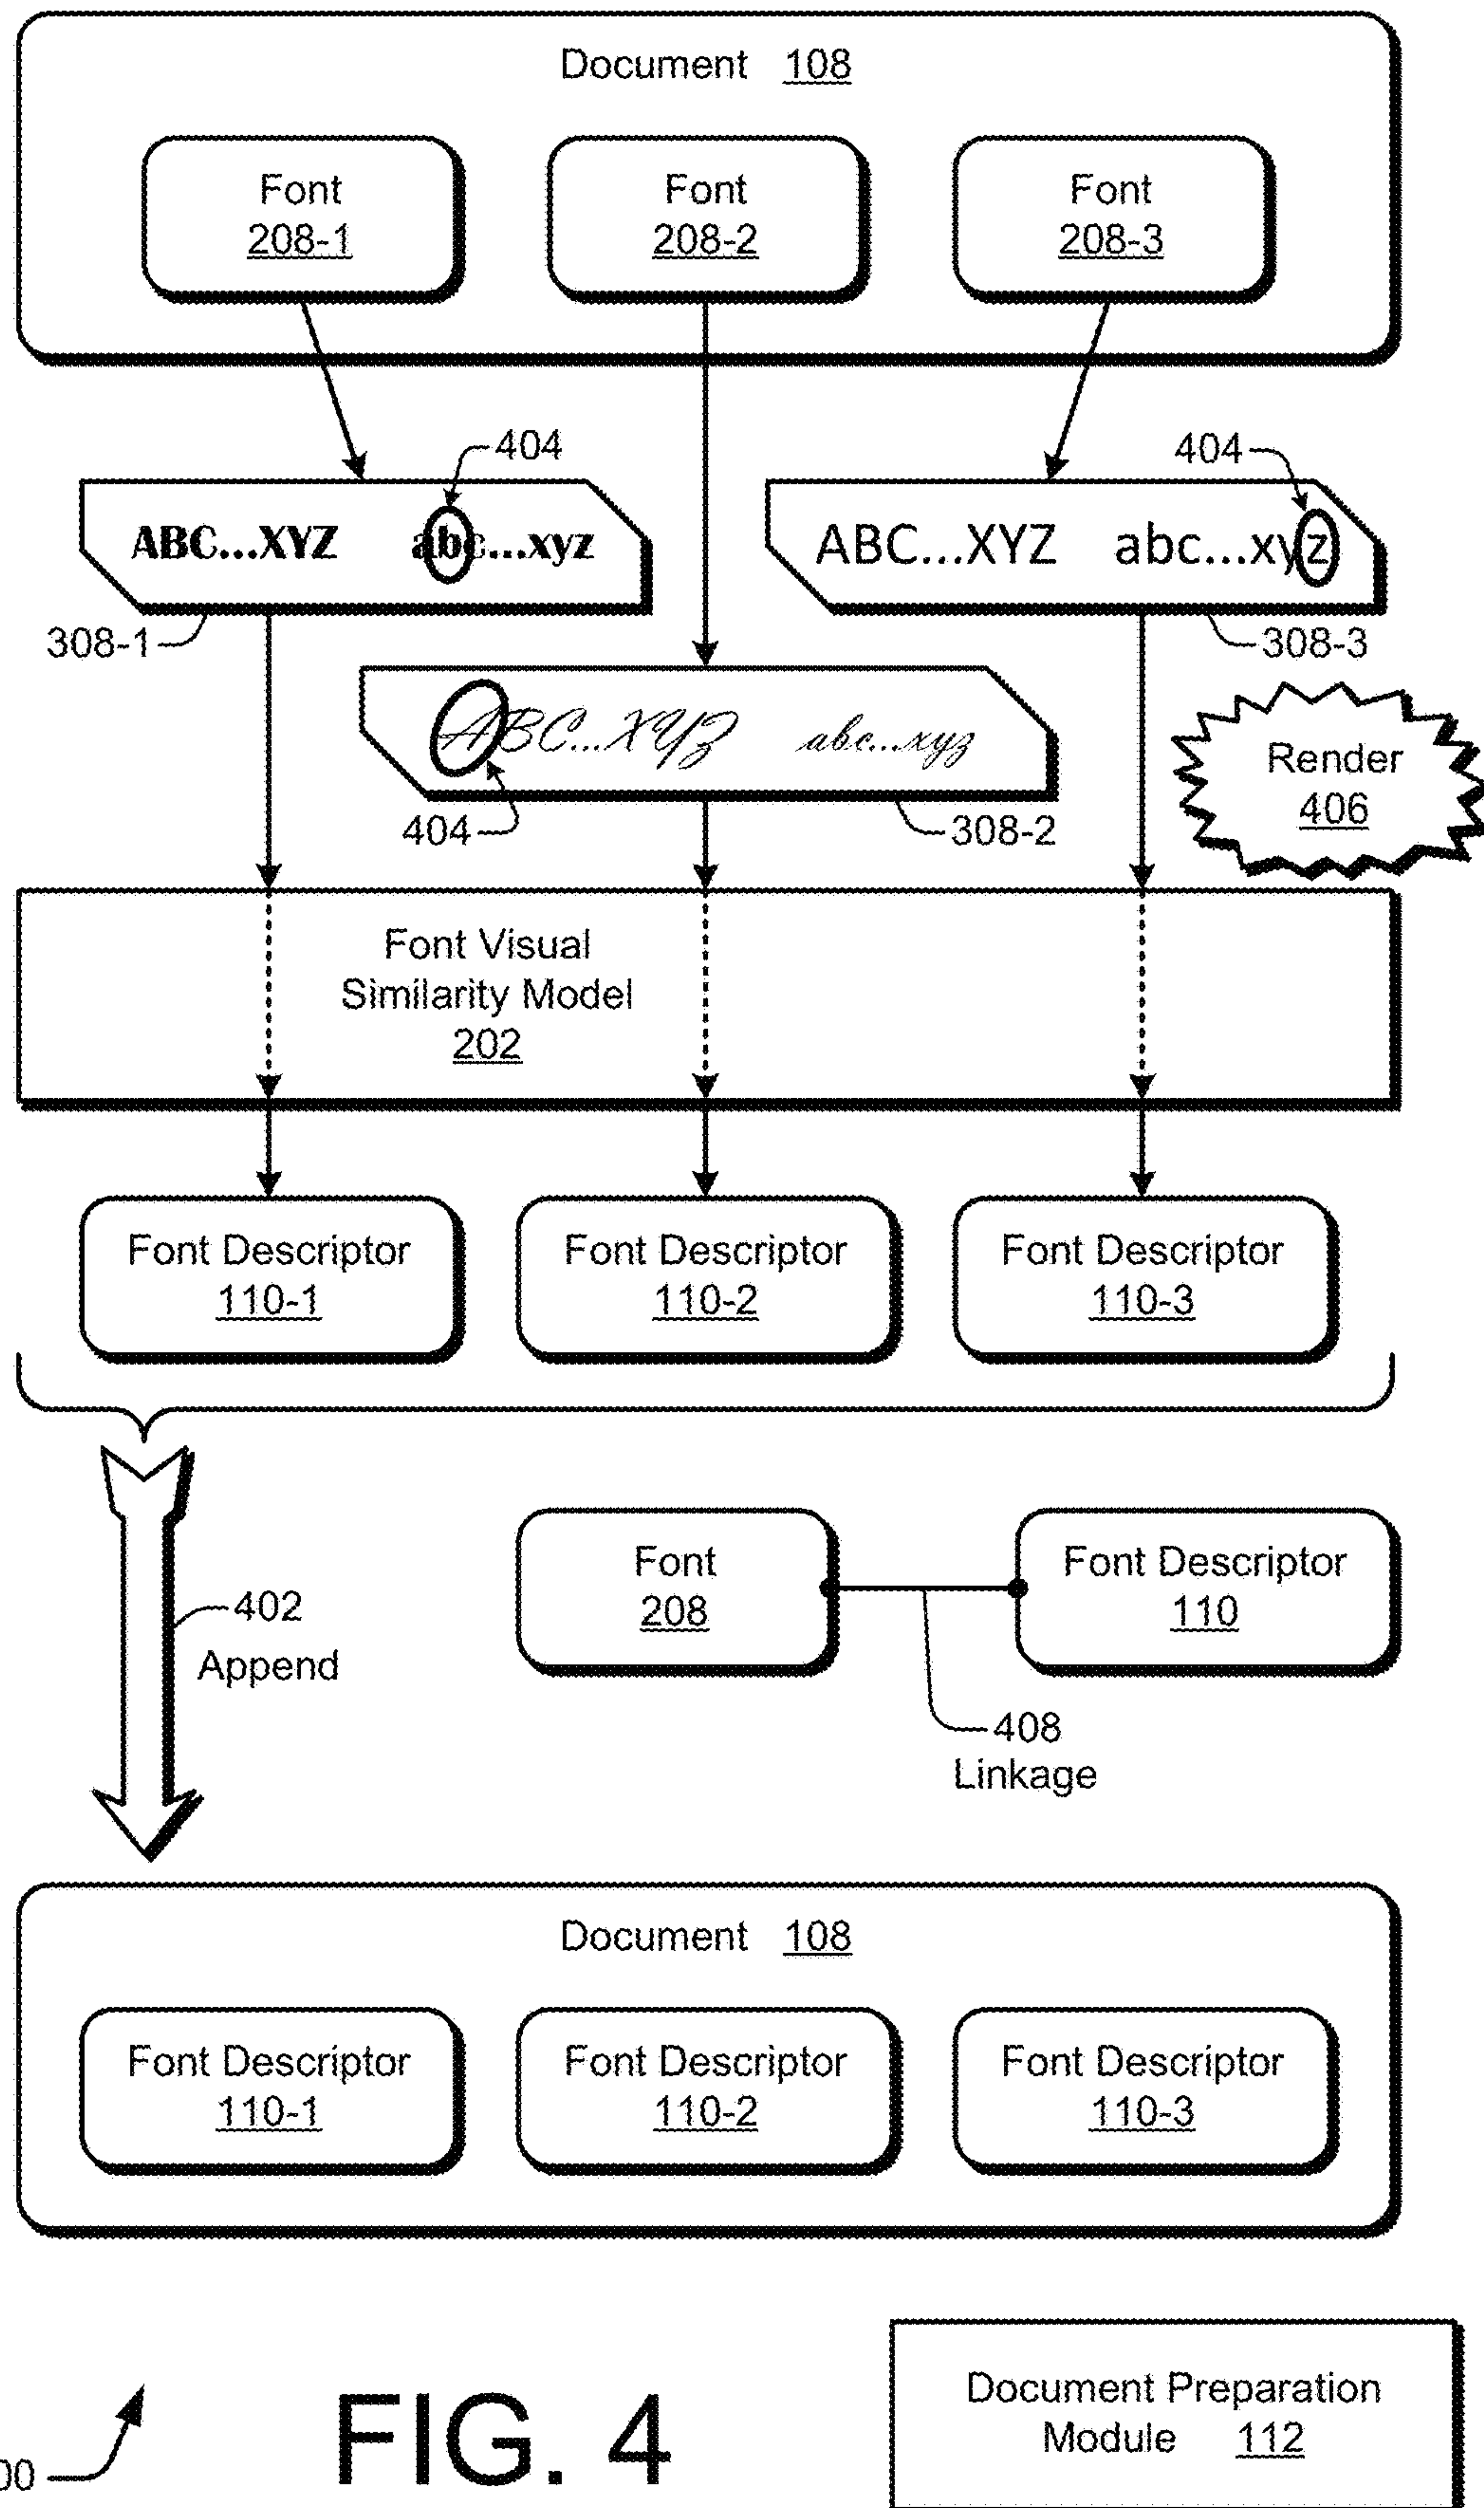 Document 108
Font
208-1
Font
208-2
Font
208-3
404
404
ABC...XYZ abc...xyz
ABC...XYZ abc...xyz
308-1
308-3
ABC...XYZ abc...xyz
404
308-2
Render
406
Font Visual
Similarity Model
202
Font Descriptor
110-1
Font Descriptor
110-2
Font Descriptor
110-3
402
Append
Font
208
Font Descriptor
110
408
Linkage
Document 108
Font Descriptor
110-1
Font Descriptor
110-2
Font Descriptor
110-3
00
FIG. 4
Document Preparation
Module 112